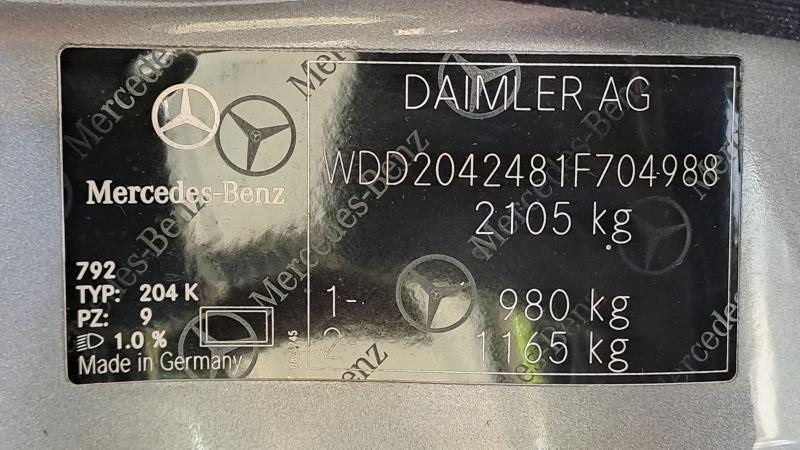 Mercedes-Benz
792
TYP: 204 K
PZ: 9
1.0 %
Made in Germany
DAIMLER AG
WDD2042481F704988
2105 kg
1- 980 kg
2 1165 kg